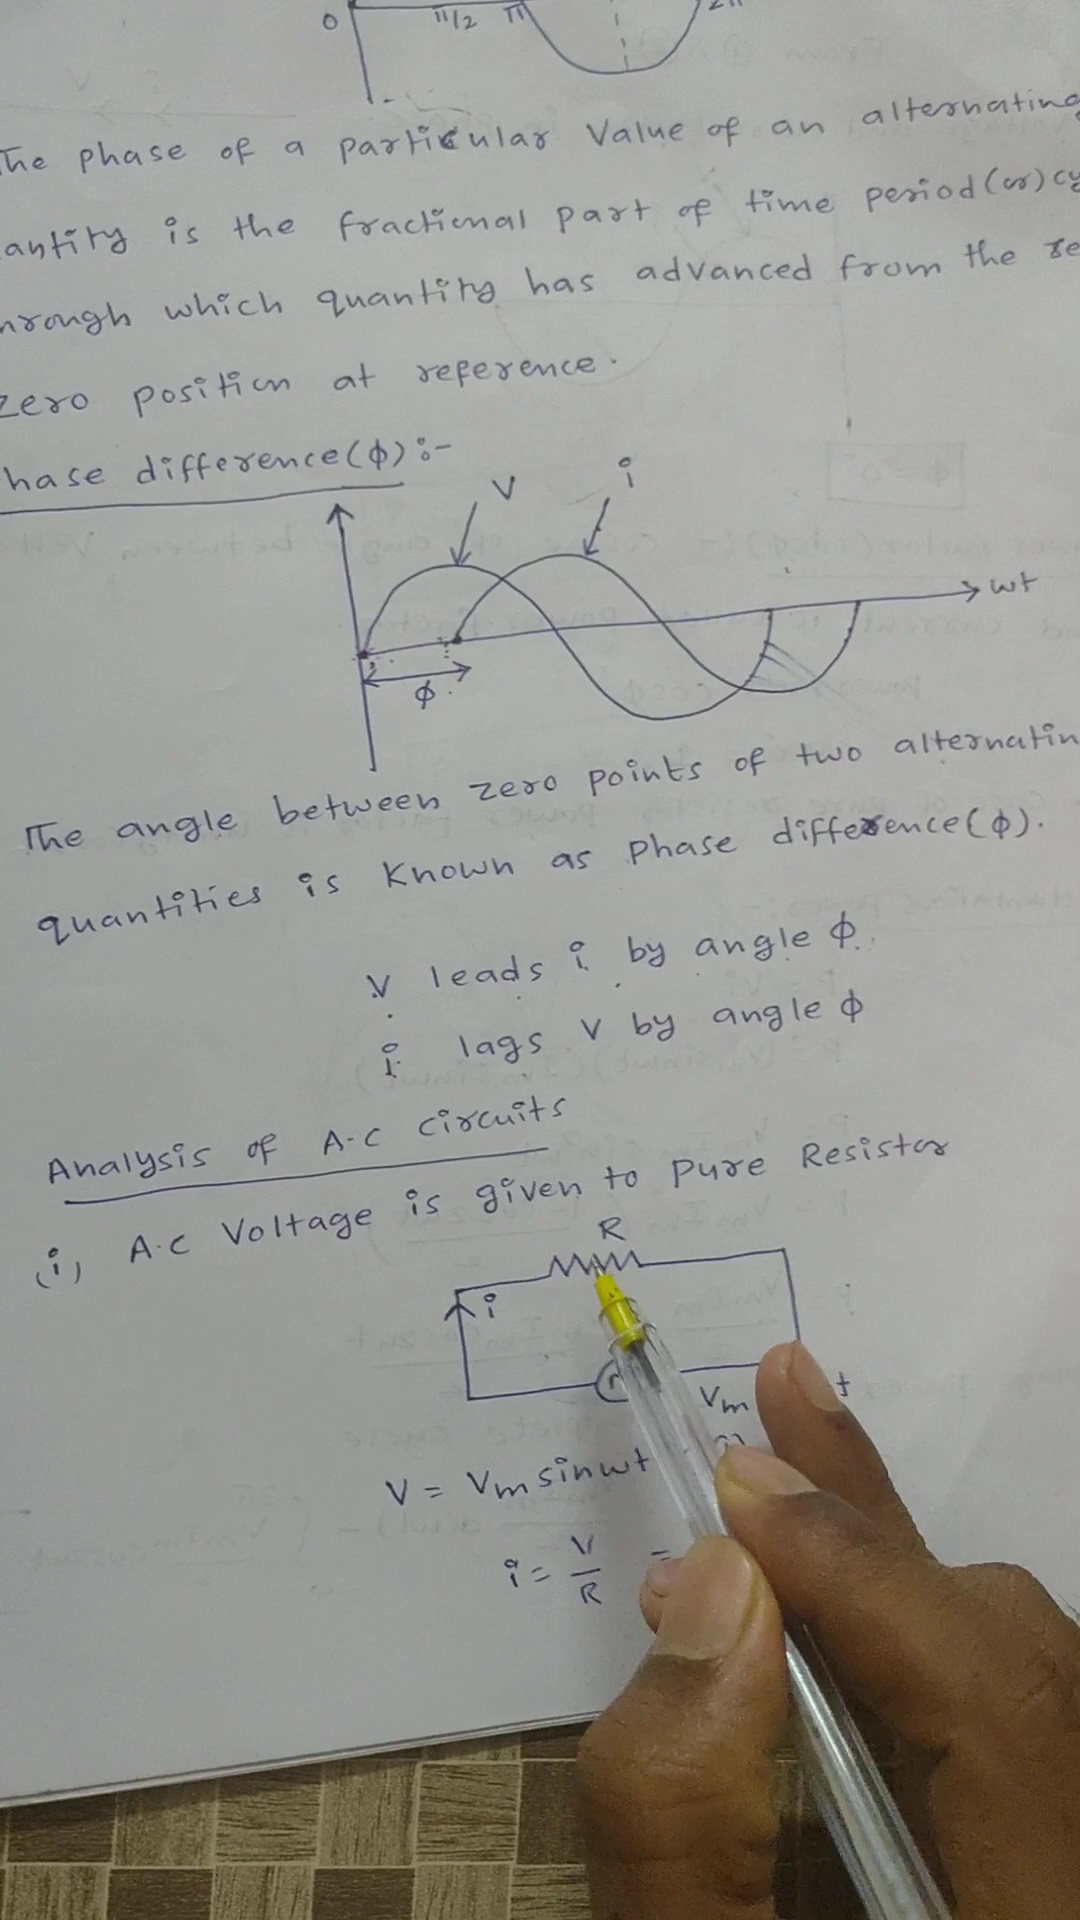 0 π/2 π 2π
The phase of a particular Value of an alternating
antity is the fractional part of time period(or)cy
hrough which quantity has advanced from the
zero position at reference.
hase difference(ϕ):-
V i
ωt
ϕ
The angle between zero points of two alternatin
quantities is Known as Phase difference(ϕ).
V leads i by angle ϕ.
i lags V by angle ϕ
Analysis of A.C circuits
(i) A.C Voltage is given to pure Resistor
R
i
Vm t
V = Vm sinωt
i = V/R =